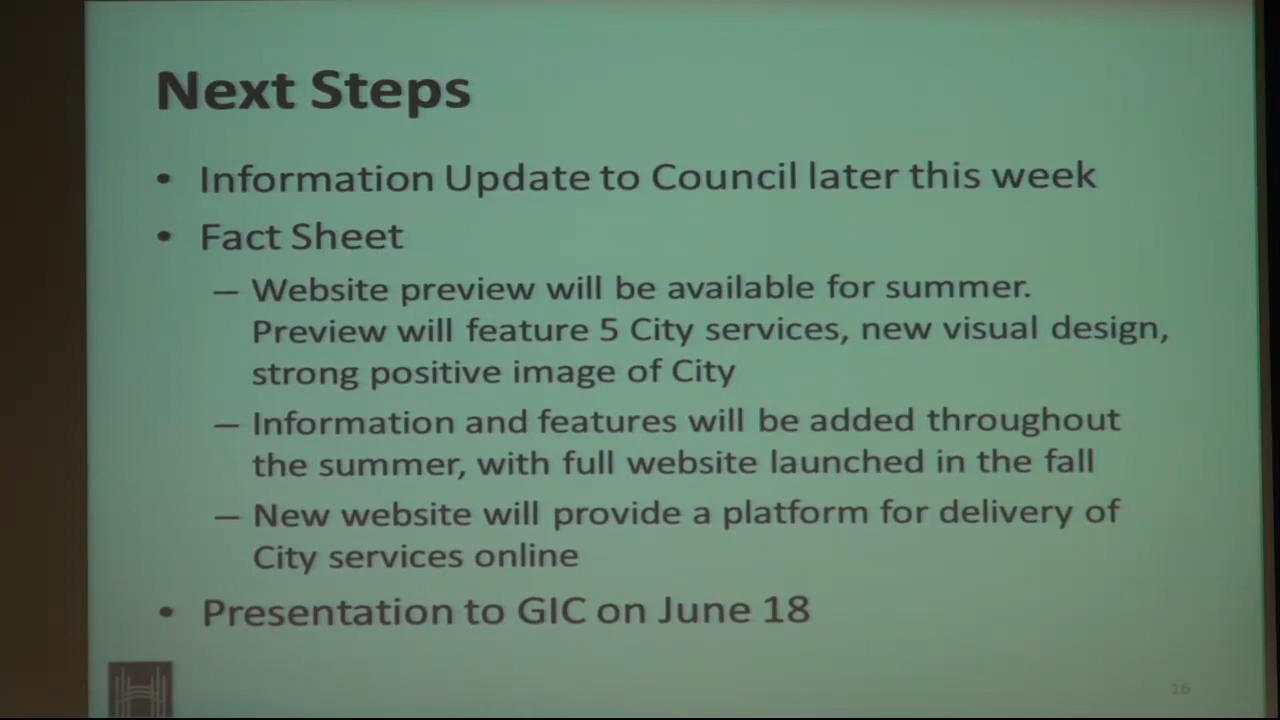 Next Steps
• Information Update to Council later this week
• Fact Sheet
– Website preview will be available for summer.
Preview will feature 5 City services, new visual design,
strong positive image of City
– Information and features will be added throughout
the summer, with full website launched in the fall
– New website will provide a platform for delivery of
City services online
• Presentation to GIC on June 18
16